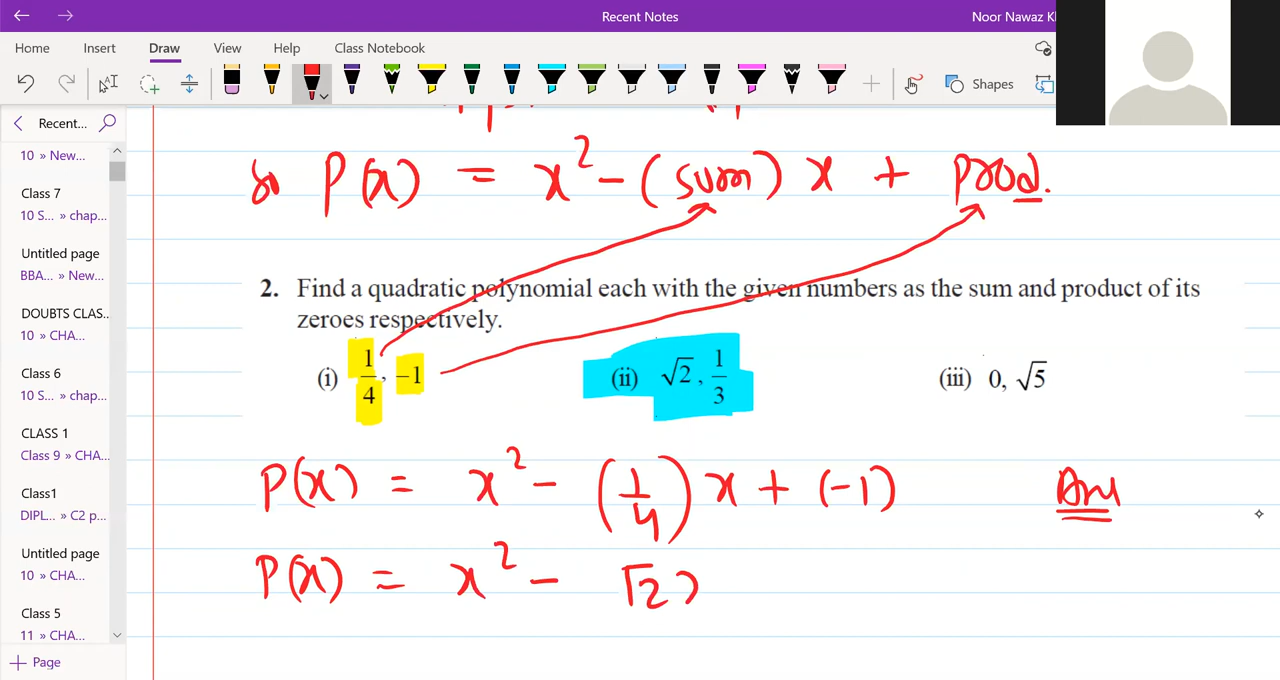 Recent Notes
Noor Nawaz Kh
Home Insert Draw View Help Class Notebook
Shapes
Recent...
10 » New...
Class 7
10 S... » chap...
Untitled page
BBA... » New...
DOUBTS CLAS...
10 » CHA...
Class 6
10 S... » chap...
CLASS 1
Class 9 » CHA...
Class1
DIPL... » C2 p...
Untitled page
10 » CHA...
Class 5
11 » CHA...
Page
so P(x) = x² - (sum) x + prod.
2. Find a quadratic polynomial each with the given numbers as the sum and product of its
zeroes respectively.
(i) 1/4, -1 (ii) √2, 1/3 (iii) 0, √5
P(x) = x² - (1/4) x + (-1) Ans
P(x) = x² - √2